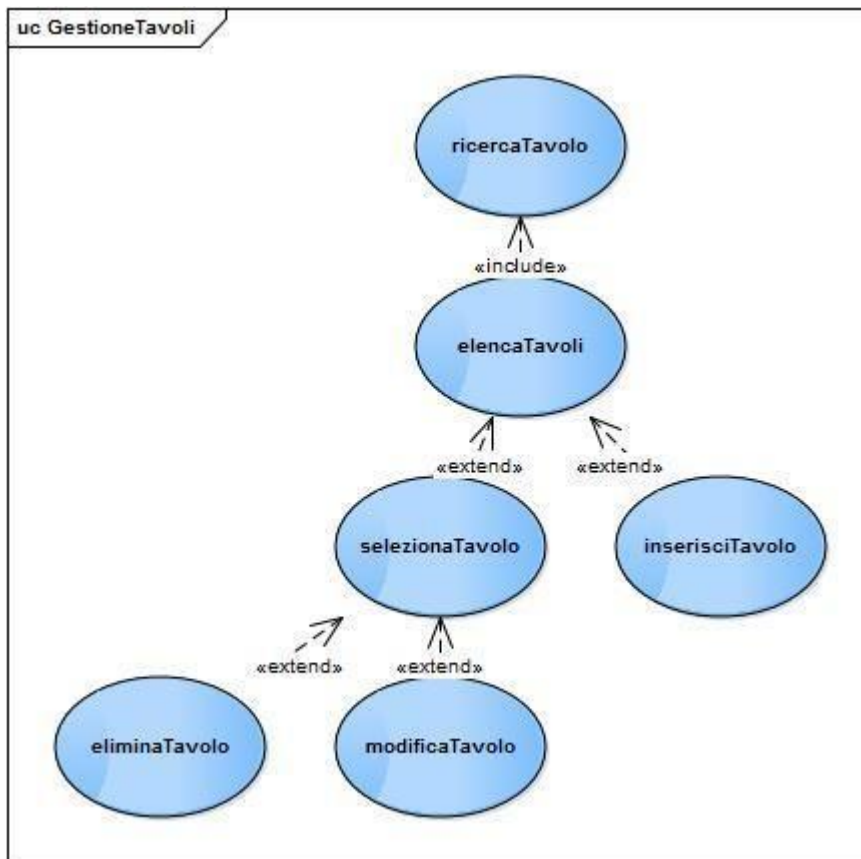 uc GestioneTavoli
ricercaTavolo
«include»
elencaTavoli
«extend»
«extend»
selezionaTavolo
inserisciTavolo
«extend»
«extend»
eliminaTavolo
modificaTavolo